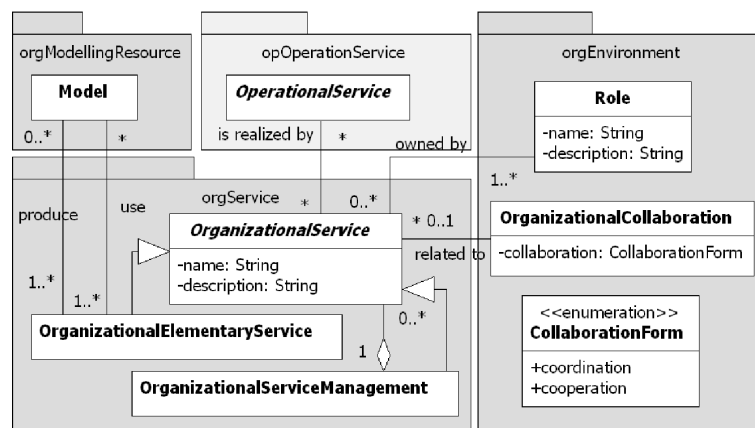 orgModellingResource
opOperationService
orgEnvironment
Model
OperationalService
Role
-name: String
-description: String
0..*
*
is realized by
*
owned by
1..*
orgService
produce
use
*
0..*
* 0..1
OrganizationalService
-name: String
-description: String
related to
OrganizationalCollaboration
-collaboration: CollaborationForm
1..*
1..*
0..*
OrganizationalElementaryService
1
OrganizationalServiceManagement
<<enumeration>>
CollaborationForm
+coordination
+cooperation